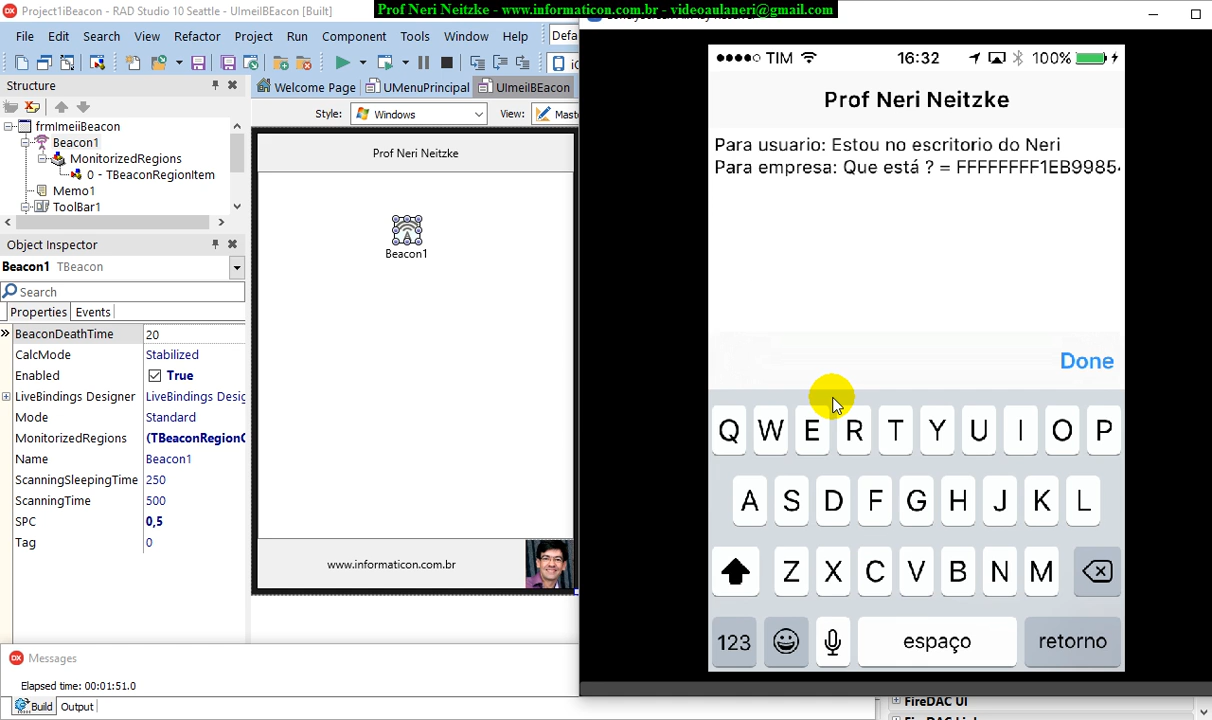 Project1iBeacon - RAD Studio 10 Seattle - UImeiIBEacon [Built]
Prof Neri Neitzke - www.informaticon.com.br - videoaulaneri@gmail.com
File Edit Search View Refactor Project Run Component Tools Window Help Defa
Structure
Welcome Page UMenuPrincipal UImeiIBEacon
Style: Windows View: Maste
frmImeiiBeacon
Beacon1
MonitorizedRegions
0 - TBeaconRegionItem
Memo1
ToolBar1
Object Inspector
Beacon1 TBeacon
Search
Properties Events
BeaconDeathTime 20
CalcMode Stabilized
Enabled True
LiveBindings Designer LiveBindings Desig
Mode Standard
MonitorizedRegions (TBeaconRegionC
Name Beacon1
ScanningSleepingTime 250
ScanningTime 500
SPC 0,5
Tag 0
Prof Neri Neitzke
Beacon1
www.informaticon.com.br
Messages
Elapsed time: 00:01:51.0
Build Output
TIM 16:32 100%
Prof Neri Neitzke
Para usuario: Estou no escritorio do Neri
Para empresa: Que está ? = FFFFFFFF1EB9985
Done
Q W E R T Y U I O P
A S D F G H J K L
Z X C V B N M
123 espaço retorno
FireDAC UI